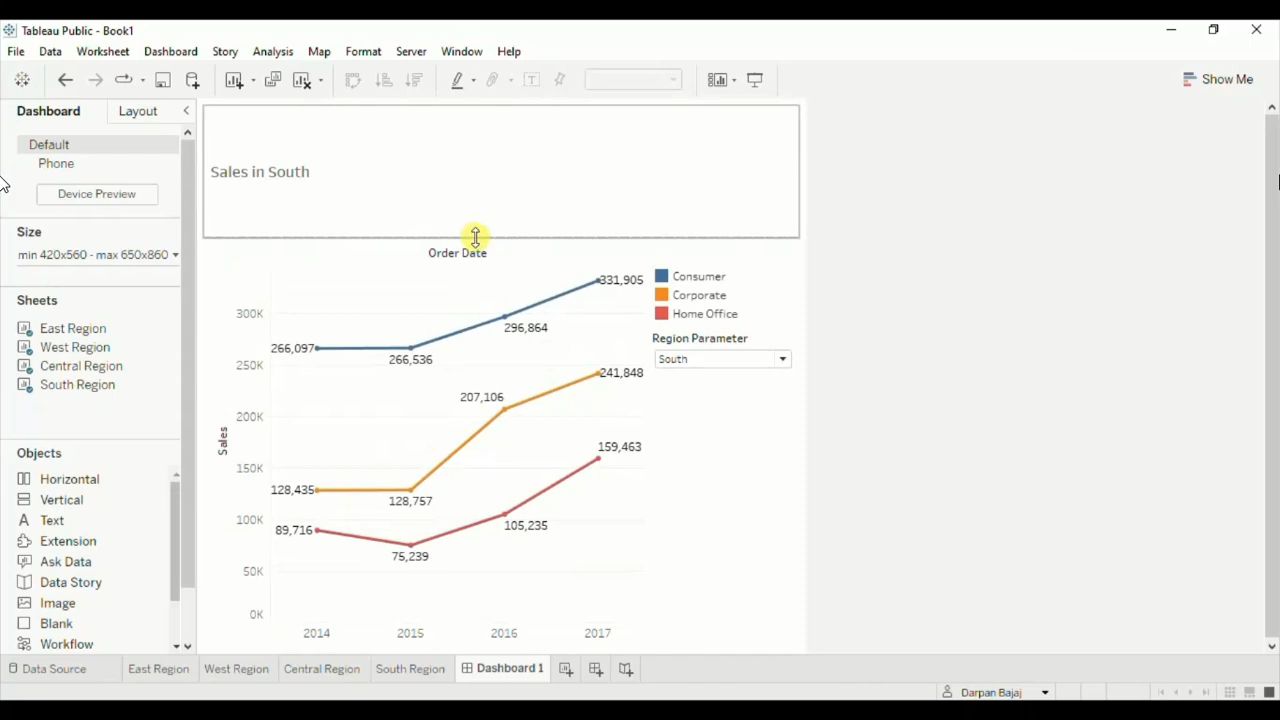 Tableau Public - Book1
File Data Worksheet Dashboard Story Analysis Map Format Server Window Help
Show Me
Dashboard Layout
Default
Phone
Device Preview
Size
min 420x560 - max 650x860
Sheets
East Region
West Region
Central Region
South Region
Objects
Horizontal
Vertical
Text
Extension
Ask Data
Data Story
Image
Blank
Workflow
Sales in South
Order Date
Sales
300K
250K
200K
150K
100K
50K
0K
266,097
266,536
296,864
331,905
128,435
128,757
207,106
241,848
89,716
75,239
105,235
159,463
2014 2015 2016 2017
Consumer
Corporate
Home Office
Region Parameter
South
Data Source East Region West Region Central Region South Region Dashboard 1
Darpan Bajaj